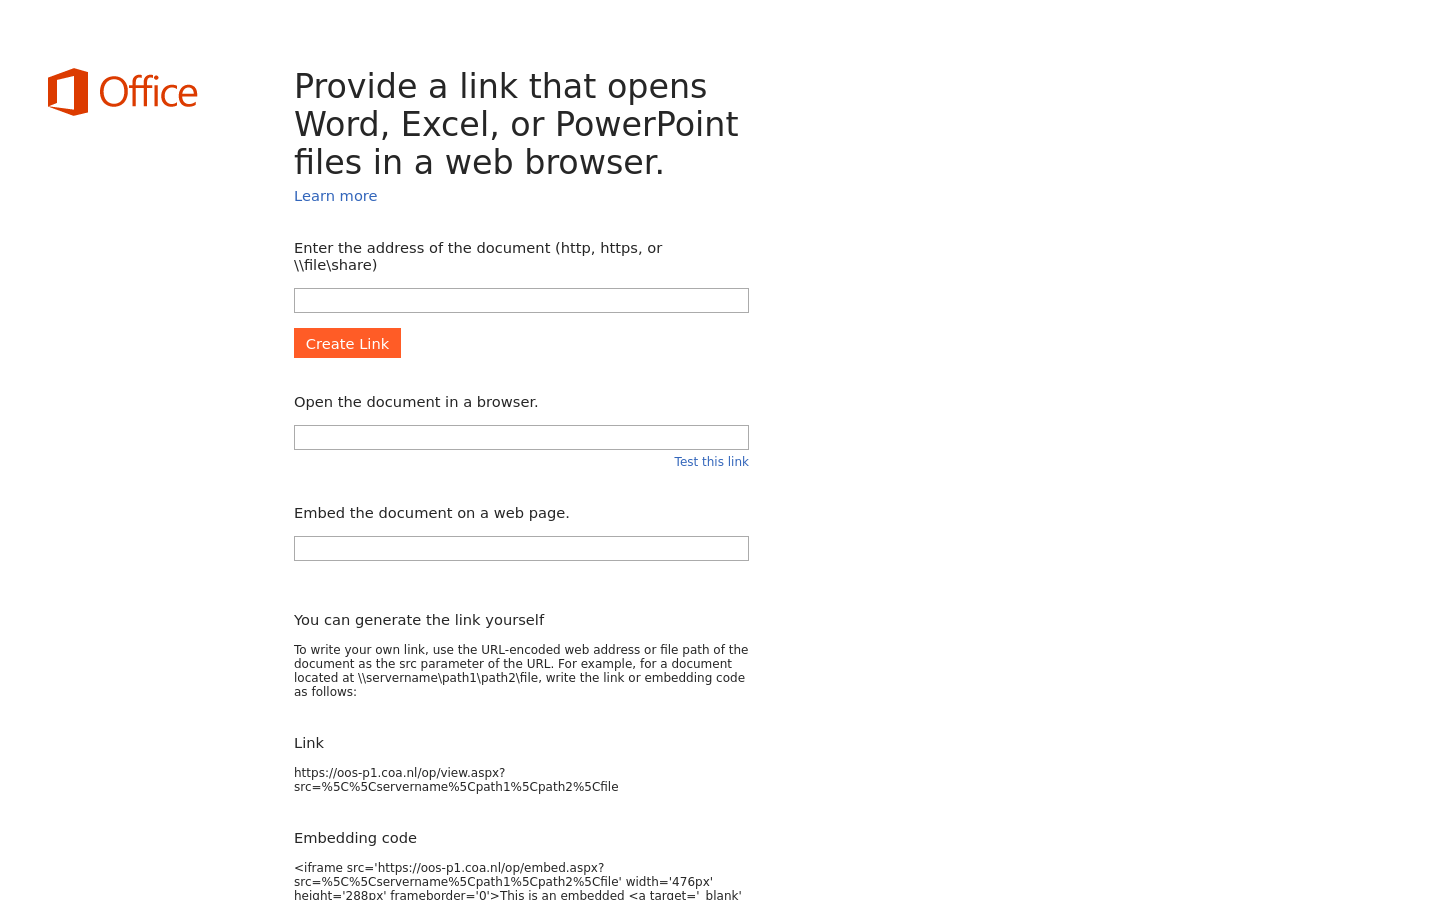 Office
Provide a link that opens
Word, Excel, or PowerPoint
files in a web browser.
Learn more
Enter the address of the document (http, https, or
\\file\share)
Create Link
Open the document in a browser.
Test this link
Embed the document on a web page.
You can generate the link yourself
To write your own link, use the URL-encoded web address or file path of the
document as the src parameter of the URL. For example, for a document
located at \\servername\path1\path2\file, write the link or embedding code
as follows:
Link
https://oos-p1.coa.nl/op/view.aspx?
src=%5C%5Cservername%5Cpath1%5Cpath2%5Cfile
Embedding code
<iframe src='https://oos-p1.coa.nl/op/embed.aspx?
src=%5C%5Cservername%5Cpath1%5Cpath2%5Cfile' width='476px'
height='288px' frameborder='0'>This is an embedded <a target='_blank'